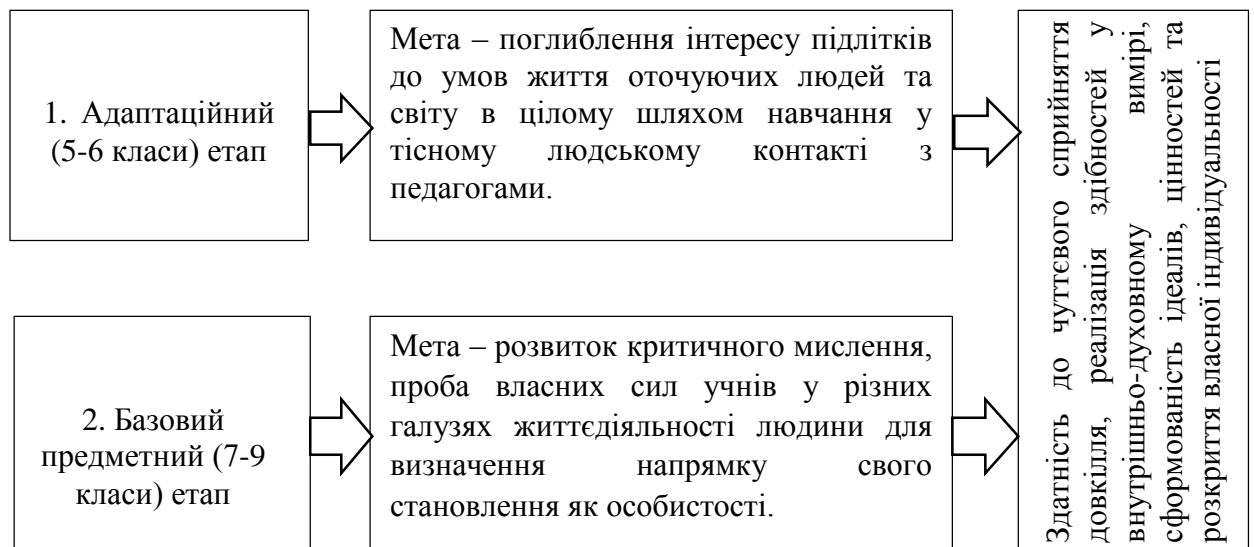 1. Адаптаційний
(5-6 класи) етап
Мета – поглиблення інтересу підлітків
до умов життя оточуючих людей та
світу в цілому шляхом навчання у
тісному людському контакті з
педагогами.
2. Базовий
предметний (7-9
класи) етап
Мета – розвиток критичного мислення,
проба власних сил учнів у різних
галузях життєдіяльності людини для
визначення напрямку свого
становлення як особистості.
Здатність до чуттєвого сприйняття
довкілля, реалізація здібностей у
внутрішньо-духовному вимірі,
сформованість ідеалів, цінностей та
розкриття власної індивідуальності